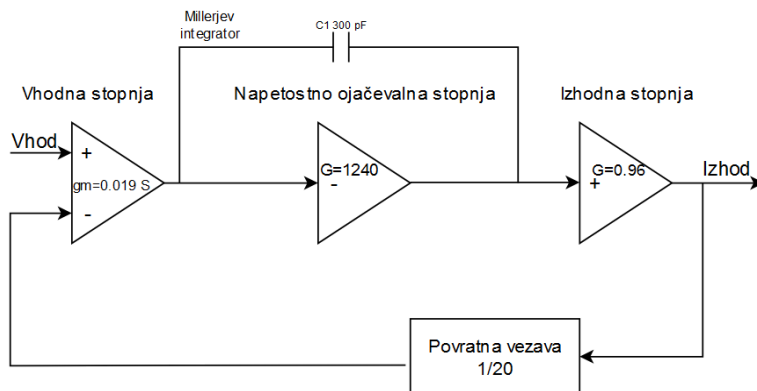 Millerjev
integrator
C1 300 pF
Vhodna stopnja
Napetostno ojačevalna stopnja
Izhodna stopnja
Vhod
+
gm=0.019 S
-
G=1240
-
G=0.96
+
Izhod
Povratna vezava
1/20